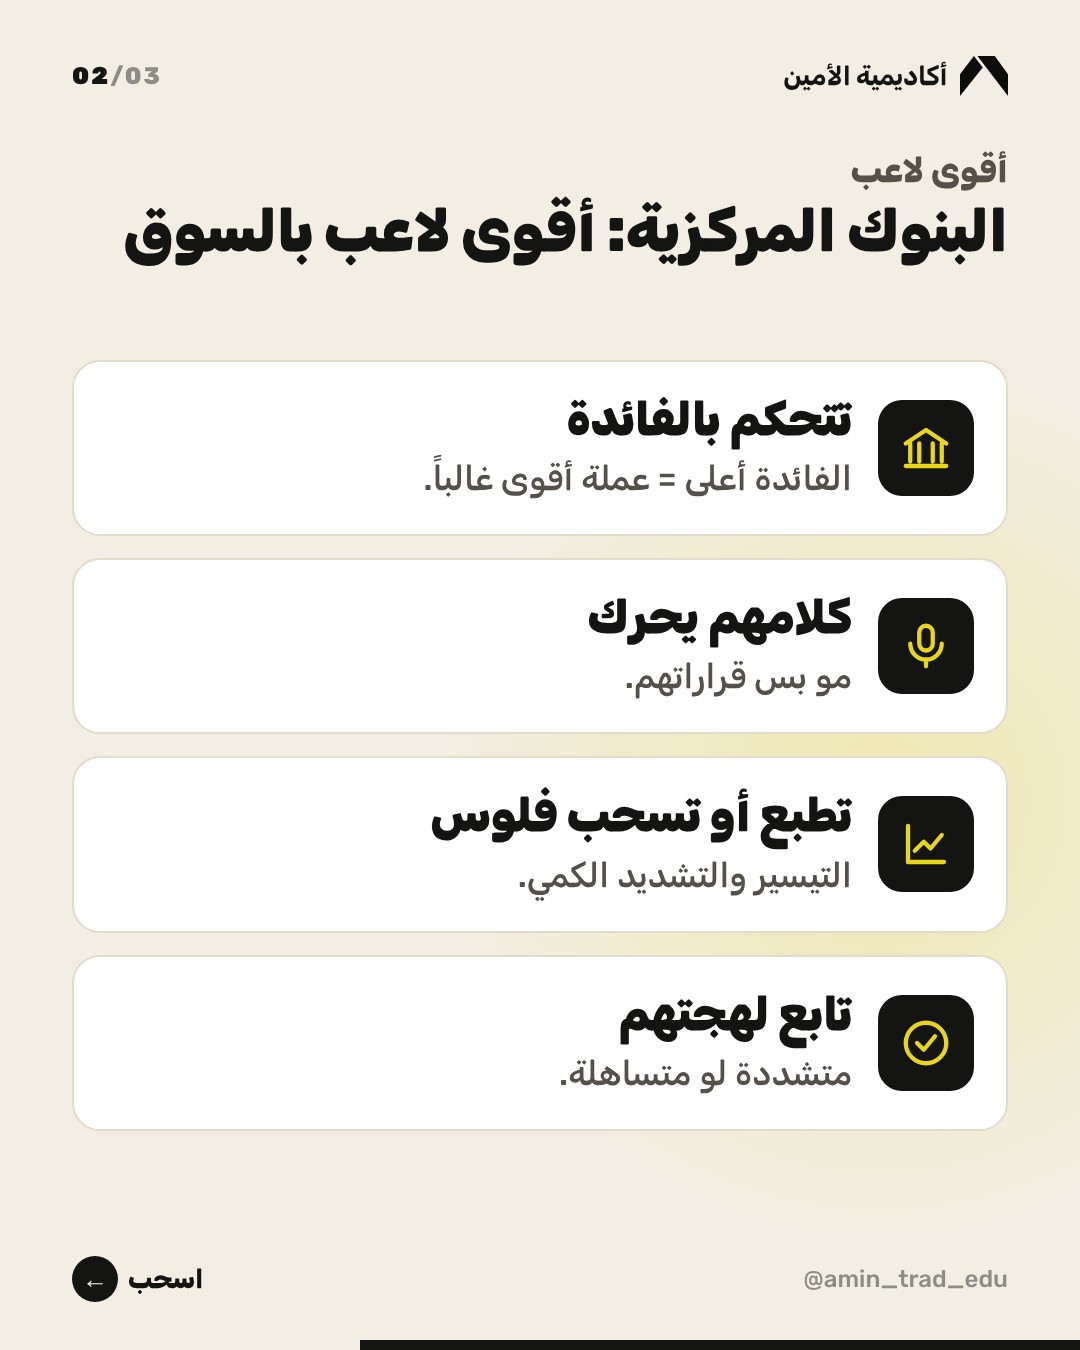 أكاديمية الأمين
02/03
أقوى لاعب
البنوك المركزية: أقوى لاعب بالسوق
تتحكم بالفائدة
الفائدة أعلى = عملة أقوى غالباً.
كلامهم يحرك
مو بس قراراتهم.
تطبع أو تسحب فلوس
التيسير والتشديد الكمي.
تابع لهجتهم
متشددة لو متساهلة.
@amin_trad_edu
اسحب ←